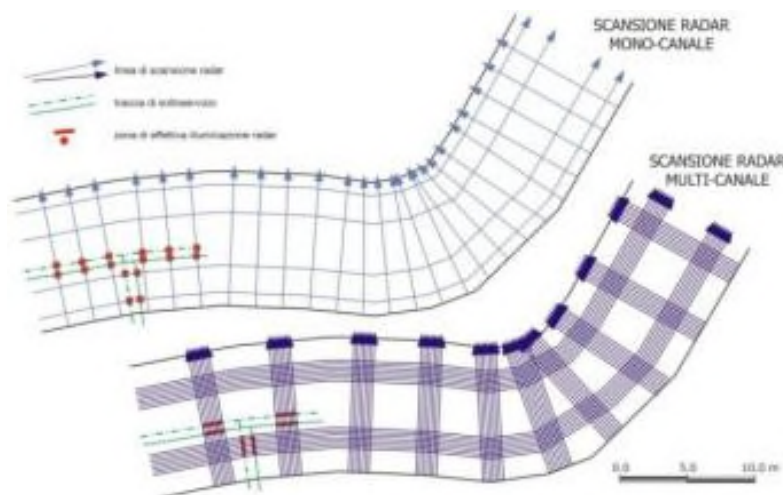 SCANSIONE RADAR
MONO-CANALE
linea di scansione radar
traccia di sottoservizio
zona di effettiva illuminazione radar
SCANSIONE RADAR
MULTI-CANALE
0.0 5.0 10.0 m